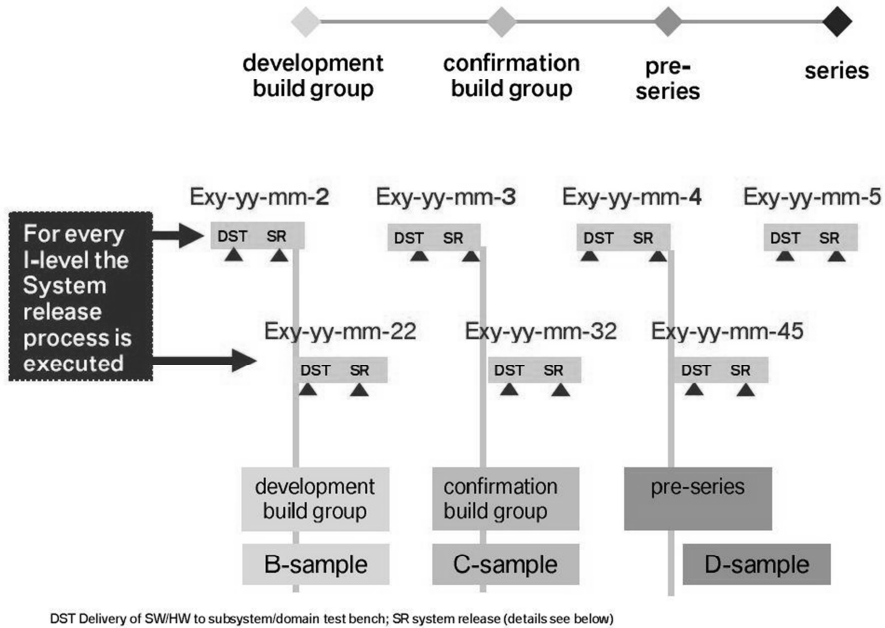 development
build group
confirmation
build group
pre-
series
series
Exy-yy-mm-2
Exy-yy-mm-3
Exy-yy-mm-4
Exy-yy-mm-5
For every
I-level the
System
release
process is
executed
DST SR
DST SR
DST SR
DST SR
Exy-yy-mm-22
Exy-yy-mm-32
Exy-yy-mm-45
DST SR
DST SR
DST SR
development
build group
confirmation
build group
pre-series
B-sample
C-sample
D-sample
DST Delivery of SW/HW to subsystem/domain test bench; SR system release (details see below)